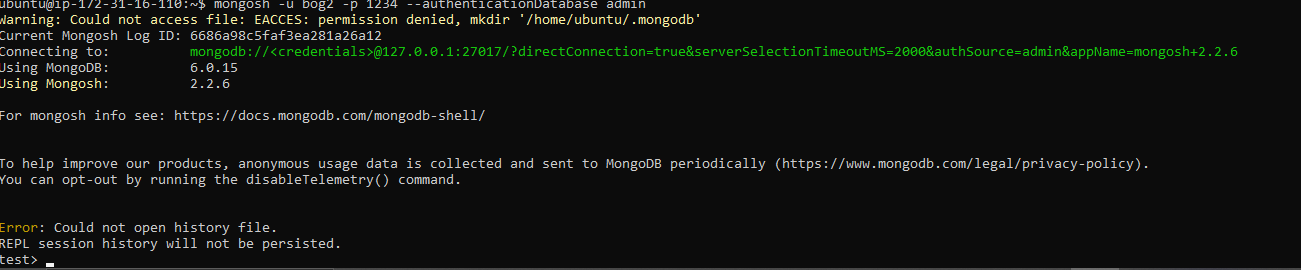 ubuntu@ip-172-31-16-110:~$ mongosh -u bog2 -p 1234 --authenticationDatabase admin
Warning: Could not access file: EACCES: permission denied, mkdir '/home/ubuntu/.mongodb'
Current Mongosh Log ID: 6686a98c5faf3ea281a26a12
Connecting to: mongodb://<credentials>@127.0.0.1:27017/?directConnection=true&serverSelectionTimeoutMS=2000&authSource=admin&appName=mongosh+2.2.6
Using MongoDB: 6.0.15
Using Mongosh: 2.2.6
For mongosh info see: https://docs.mongodb.com/mongodb-shell/
To help improve our products, anonymous usage data is collected and sent to MongoDB periodically (https://www.mongodb.com/legal/privacy-policy).
You can opt-out by running the disableTelemetry() command.
Error: Could not open history file.
REPL session history will not be persisted.
test>